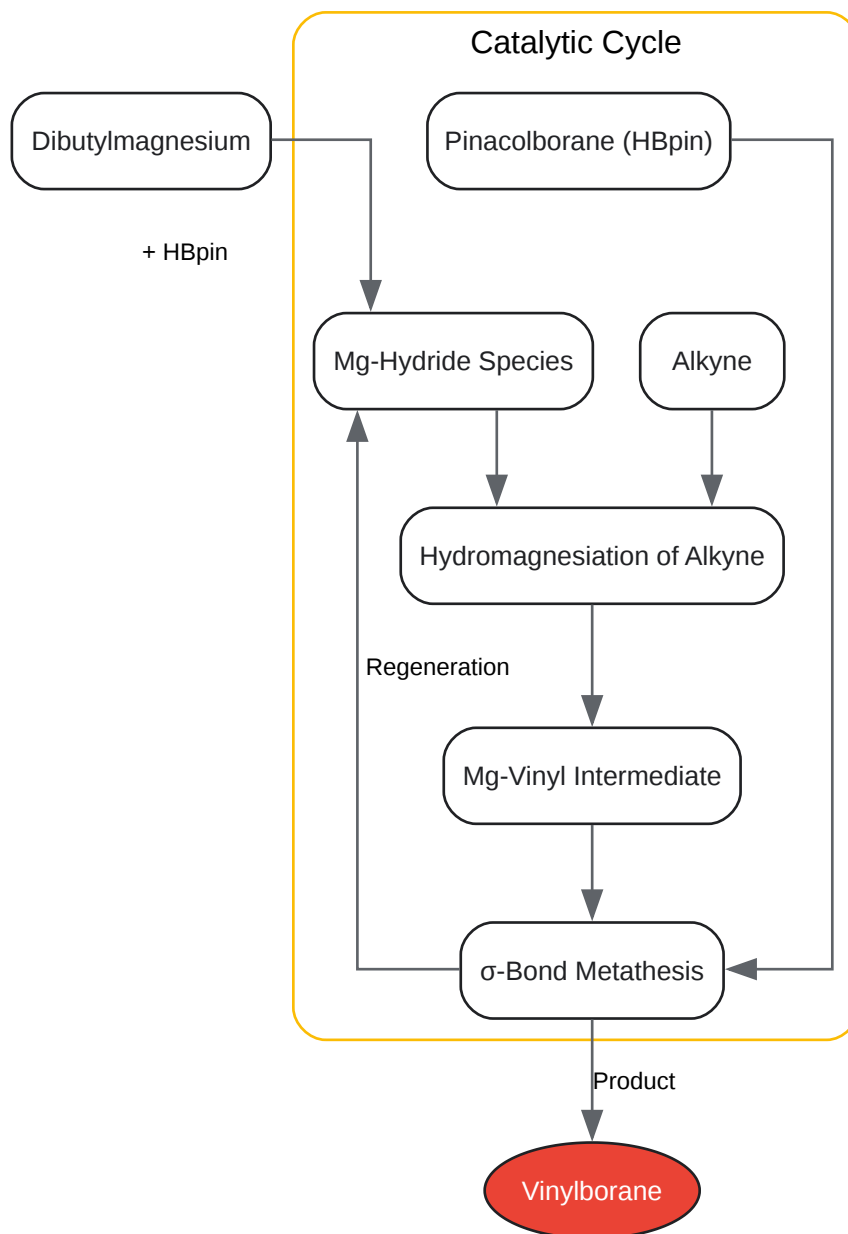 Catalytic Cycle
Dibutylmagnesium
Pinacolborane (HBpin)
+ HBpin
Mg-Hydride Species
Alkyne
Hydromagnesiation of Alkyne
Regeneration
Mg-Vinyl Intermediate
σ-Bond Metathesis
Product
Vinylborane